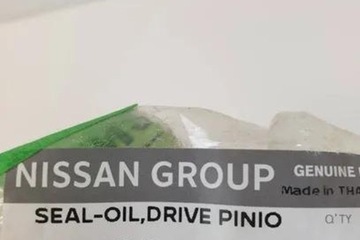 NISSAN GROUP GENUINE
Made in THA
SEAL-OIL,DRIVE PINIO Q'TY